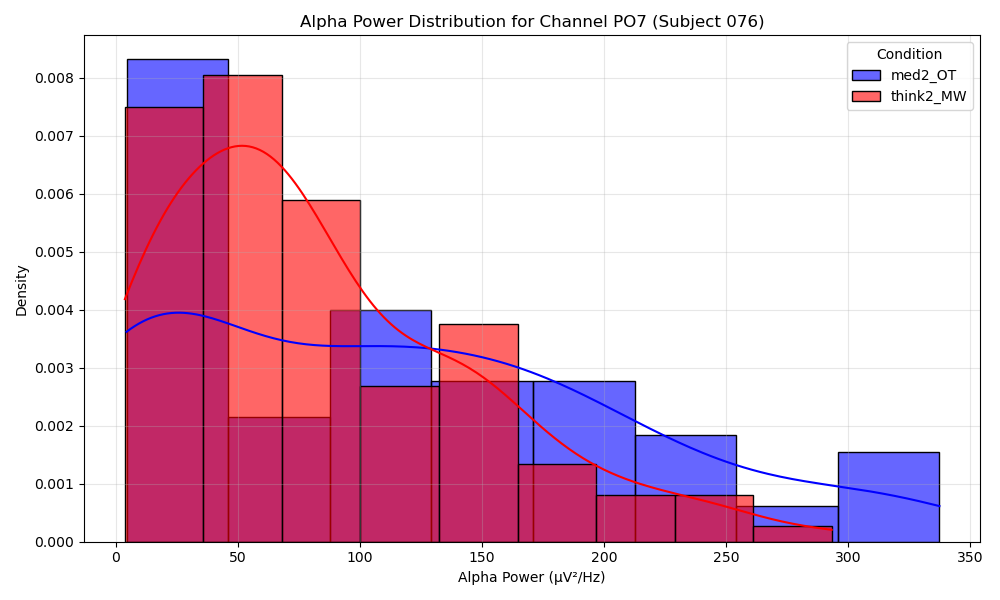 Alpha Power Distribution for Channel PO7 (Subject 076)
Condition
med2_OT
think2_MW
0.008
0.007
0.006
0.005
0.004
0.003
0.002
0.001
0.000
Density
0 50 100 150 200 250 300 350
Alpha Power (μV²/Hz)